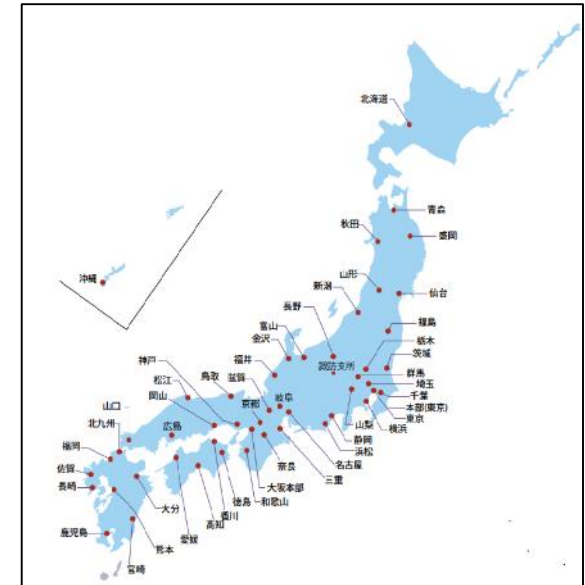 北海道
青森
秋田
盛岡
山形
仙台
新潟
長野
福島
富山
栃木
金沢
茨城
神戸
福井
諏訪支所
群馬
鳥取
滋賀
埼玉
松江
岐阜
千葉
岡山
京都
本部(東京)
山口
東京
広島
山梨
横浜
北九州
静岡
浜松
福岡
奈良
名古屋
佐賀
三重
長崎
大分
徳島
大阪本部
香川
和歌山
高知
愛媛
鹿児島
熊本
宮崎
沖縄